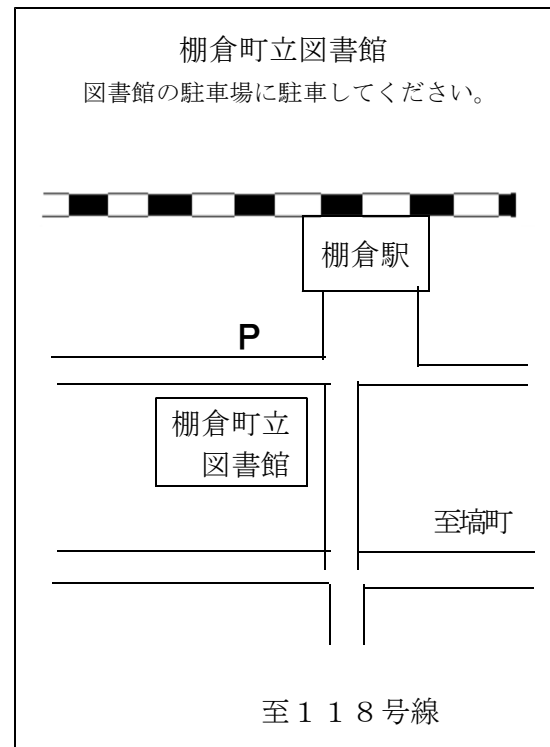 棚倉町立図書館
図書館の駐車場に駐車してください。
棚倉駅
P
棚倉町立
図書館
至塙町
至１１８号線